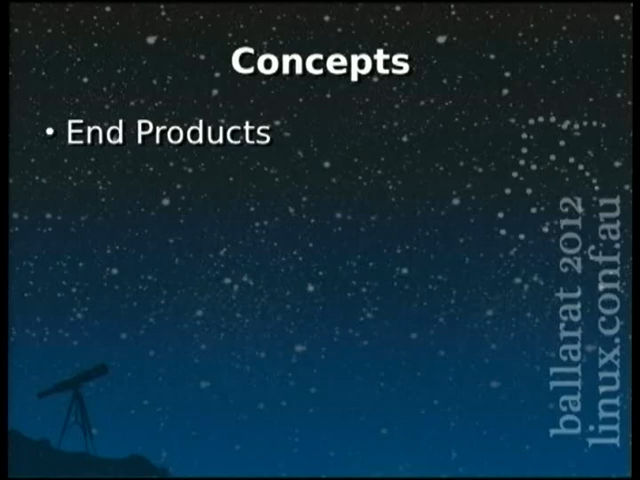 Concepts
• End Products
ballarat 2012
linux.conf.au